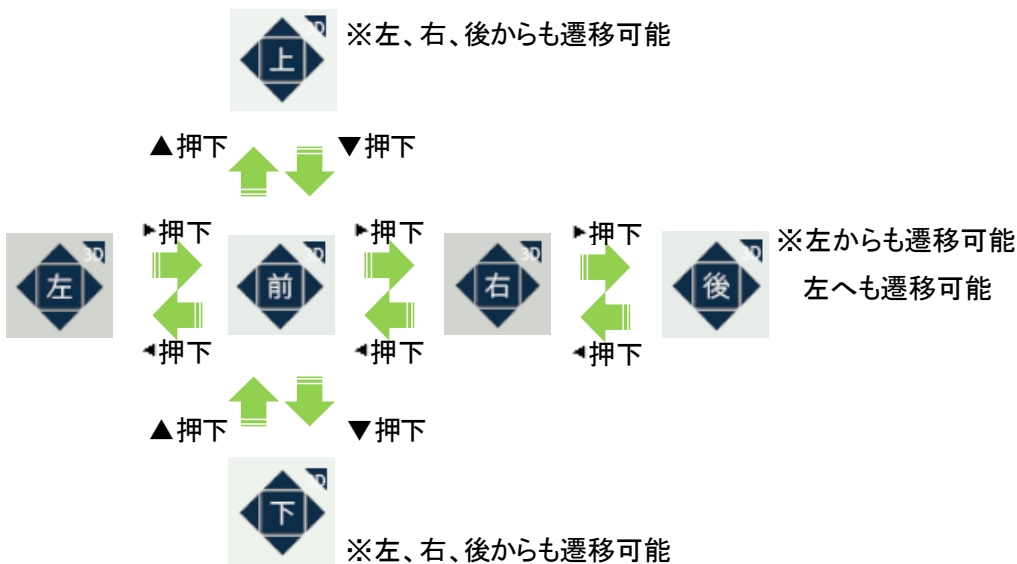 3D
上
※左、右、後からも遷移可能
▲押下
▼押下
▶押下
▶押下
▶押下
3D
左
3D
前
3D
右
3D
後
※左からも遷移可能
左へも遷移可能
◀押下
◀押下
◀押下
▲押下
▼押下
3D
下
※左、右、後からも遷移可能